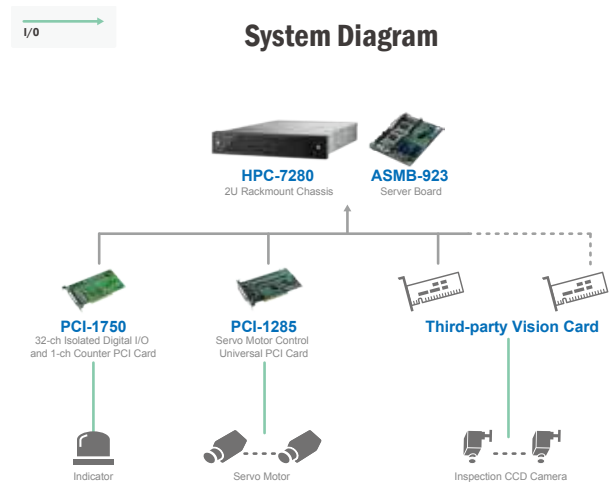 I/0
System Diagram
HPC-7280
2U Rackmount Chassis
ASMB-923
Server Board
PCI-1750
32-ch Isolated Digital I/O
and 1-ch Counter PCI Card
PCI-1285
Servo Motor Control
Universal PCI Card
Third-party Vision Card
Indicator
Servo Motor
Inspection CCD Camera